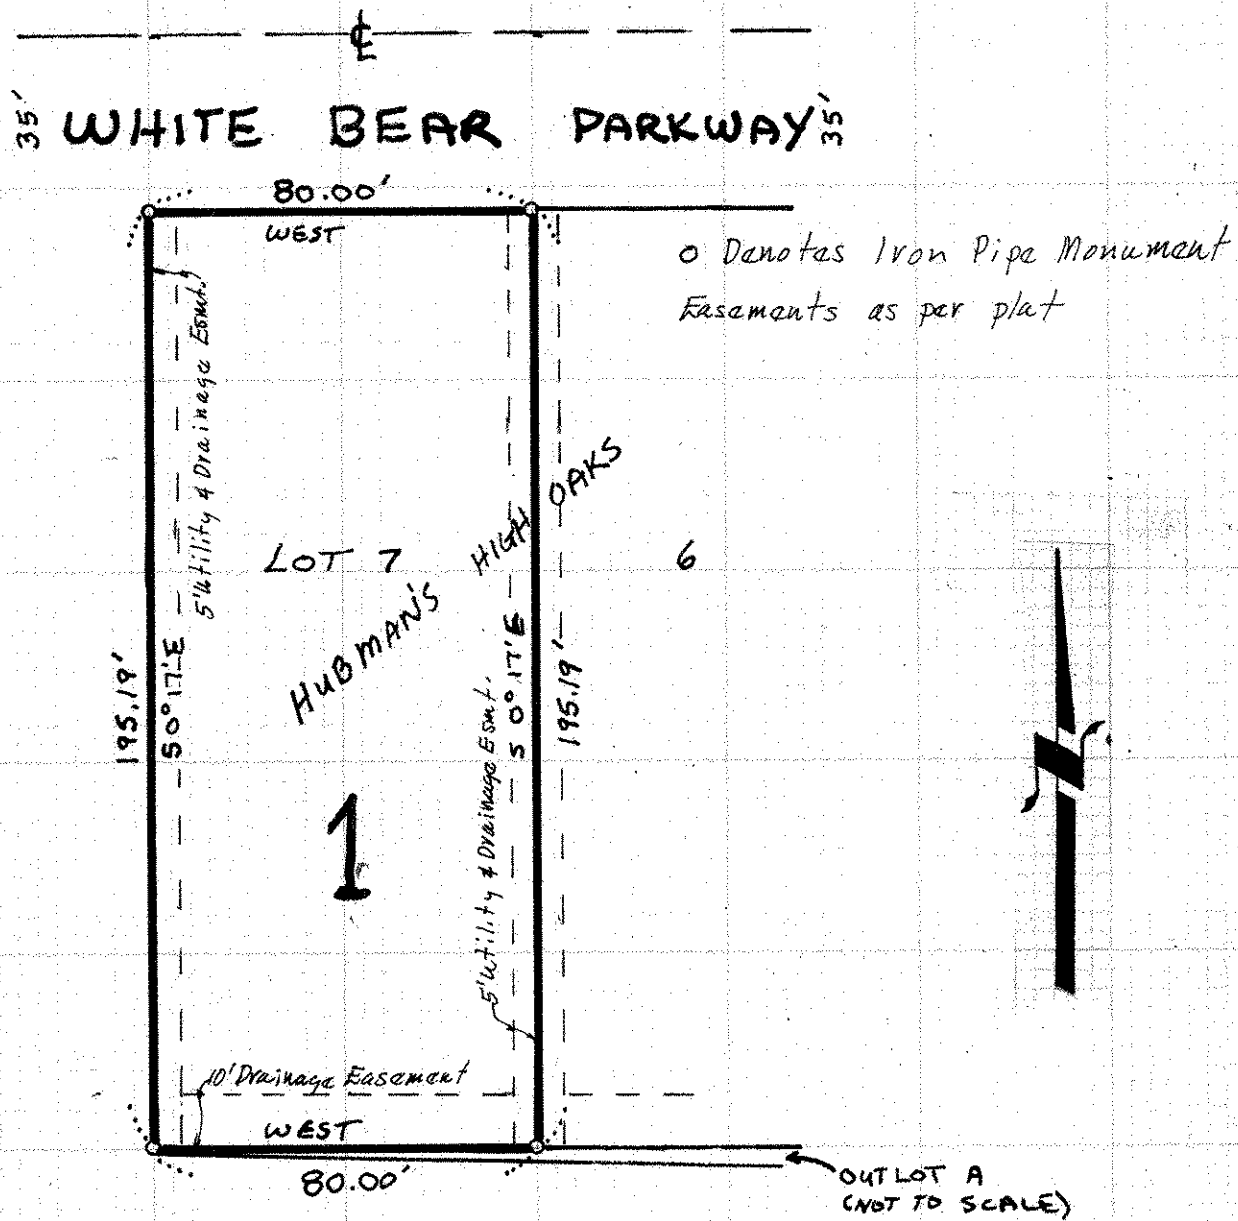 ℄
35' WHITE BEAR PARKWAY 35'
80.00'
WEST
o Denotes Iron Pipe Monument
Easements as per plat
5' Utility & Drainage Esmt.
HUBMAN'S HIGH OAKS
LOT 7
6
195.19'
S 0° 17' E
S 0° 17' E
195.19'
1
5' Utility & Drainage Esmt.
10' Drainage Easement
WEST
80.00'
OUTLOT A
(NOT TO SCALE)